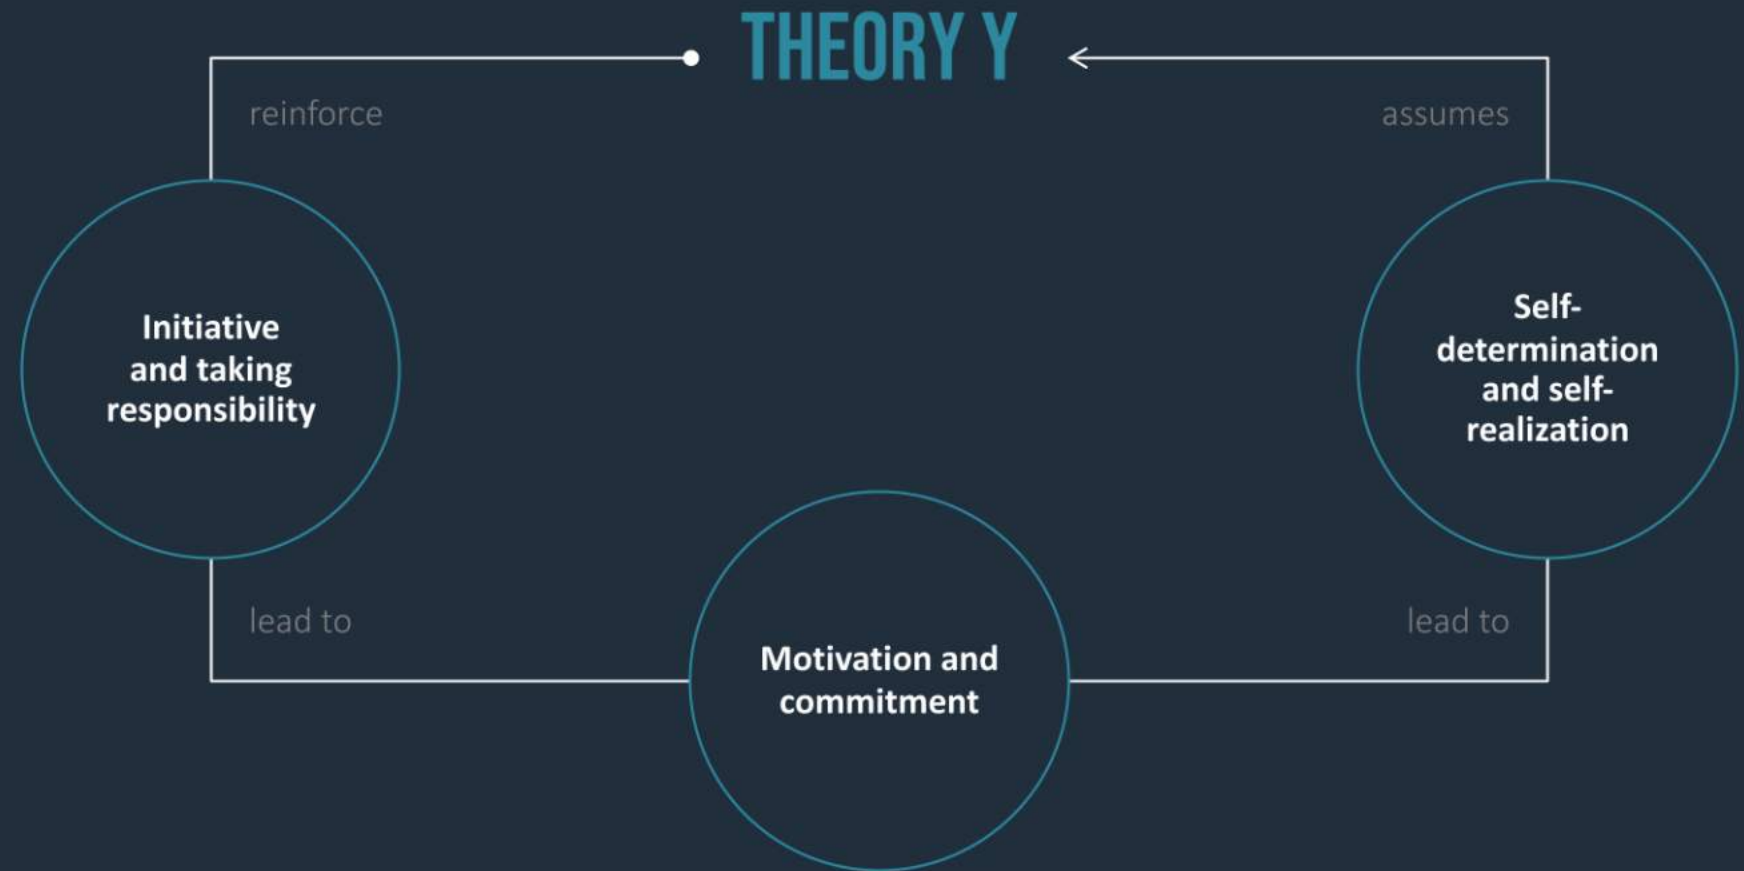 THEORY Y
reinforce
assumes
Initiative
and taking
responsibility
Self-
determination
and self-
realization
lead to
lead to
Motivation and
commitment